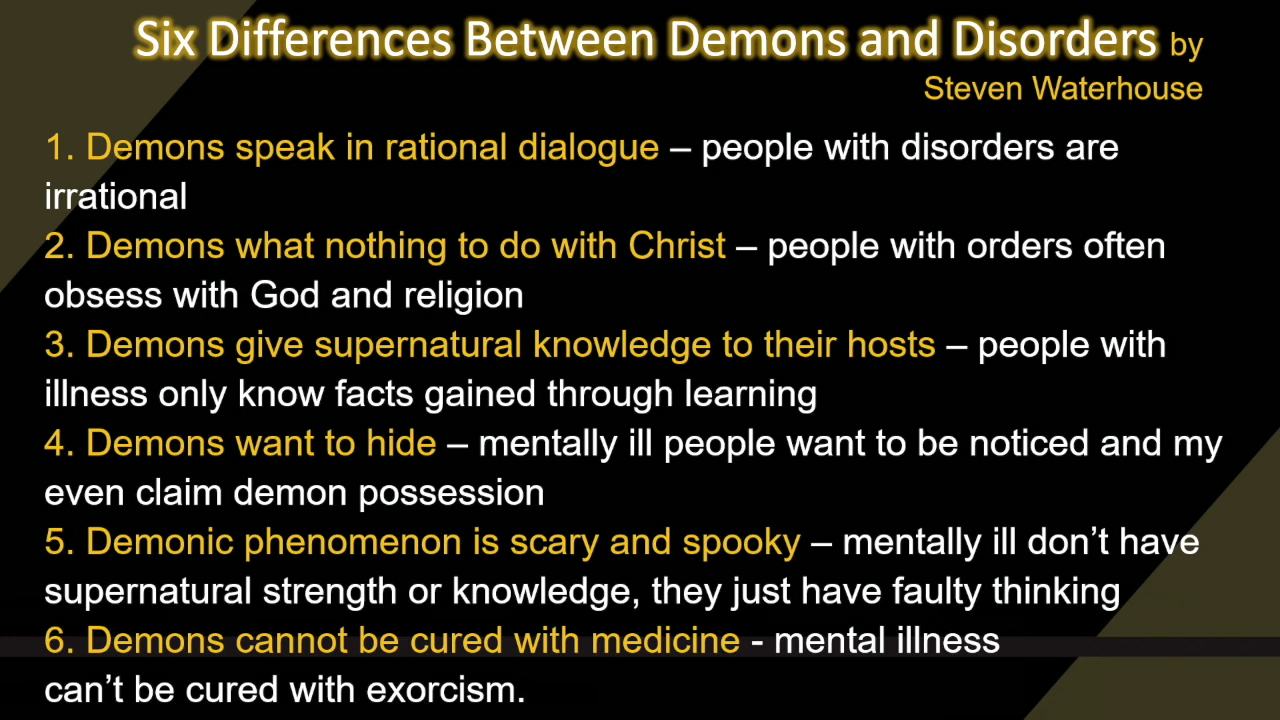 Six Differences Between Demons and Disorders by
Steven Waterhouse
1. Demons speak in rational dialogue – people with disorders are
irrational
2. Demons what nothing to do with Christ – people with orders often
obsess with God and religion
3. Demons give supernatural knowledge to their hosts – people with
illness only know facts gained through learning
4. Demons want to hide – mentally ill people want to be noticed and my
even claim demon possession
5. Demonic phenomenon is scary and spooky – mentally ill don’t have
supernatural strength or knowledge, they just have faulty thinking
6. Demons cannot be cured with medicine - mental illness
can’t be cured with exorcism.